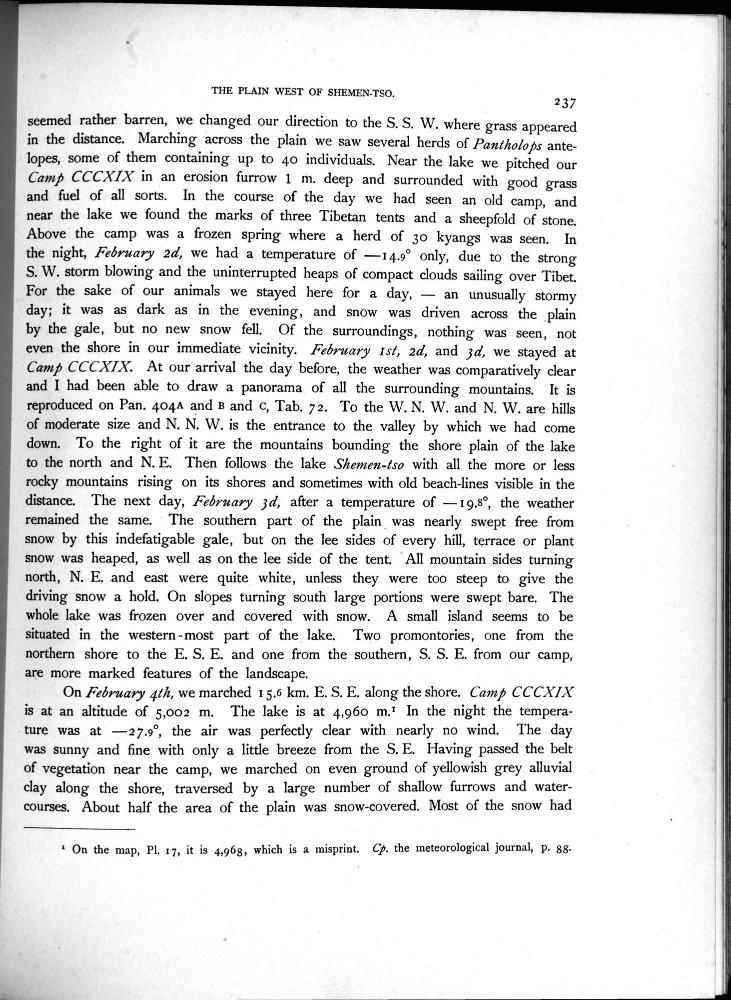 THE PLAIN WEST OF SHEMEN-TSO.
237
seemed rather barren, we changed our direction to the S. S. W. where grass appeared
in the distance. Marching across the plain we saw several herds of Pantholops ante-
lopes, some of them containing up to 40 individuals. Near the lake we pitched our
Camp CCCXIX in an erosion furrow 1 m. deep and surrounded with good grass
and fuel of all sorts. In the course of the day we had seen an old camp, and
near the lake we found the marks of three Tibetan tents and a sheepfold of stone.
Above the camp was a frozen spring where a herd of 30 kyangs was seen. In
the night, February 2d, we had a temperature of —14.9° only, due to the strong
S. W. storm blowing and the uninterrupted heaps of compact clouds sailing over Tibet.
For the sake of our animals we stayed here for a day, — an unusually stormy
day; it was as dark as in the evening, and snow was driven across the plain
by the gale, but no new snow fell. Of the surroundings, nothing was seen, not
even the shore in our immediate vicinity. February 1st, 2d, and 3d, we stayed at
Camp CCCXIX. At our arrival the day before, the weather was comparatively clear
and I had been able to draw a panorama of all the surrounding mountains. It is
reproduced on Pan. 404A and B and C, Tab. 72. To the W. N. W. and N. W. are hills
of moderate size and N. N. W. is the entrance to the valley by which we had come
down. To the right of it are the mountains bounding the shore plain of the lake
to the north and N. E. Then follows the lake Shemen-tso with all the more or less
rocky mountains rising on its shores and sometimes with old beach-lines visible in the
distance. The next day, February 3d, after a temperature of —19.8°, the weather
remained the same. The southern part of the plain was nearly swept free from
snow by this indefatigable gale, but on the lee sides of every hill, terrace or plant
snow was heaped, as well as on the lee side of the tent. All mountain sides turning
north, N. E. and east were quite white, unless they were too steep to give the
driving snow a hold. On slopes turning south large portions were swept bare. The
whole lake was frozen over and covered with snow. A small island seems to be
situated in the western-most part of the lake. Two promontories, one from the
northern shore to the E. S. E. and one from the southern, S. S. E. from our camp,
are more marked features of the landscape.
On February 4th, we marched 15.6 km. E. S. E. along the shore. Camp CCCXIX
is at an altitude of 5,002 m. The lake is at 4,960 m.¹ In the night the tempera-
ture was at —27.9°, the air was perfectly clear with nearly no wind. The day
was sunny and fine with only a little breeze from the S. E. Having passed the belt
of vegetation near the camp, we marched on even ground of yellowish grey alluvial
clay along the shore, traversed by a large number of shallow furrows and water-
courses. About half the area of the plain was snow-covered. Most of the snow had
¹ On the map, Pl. 17, it is 4,968, which is a misprint. Cp. the meteorological journal, p. 88.